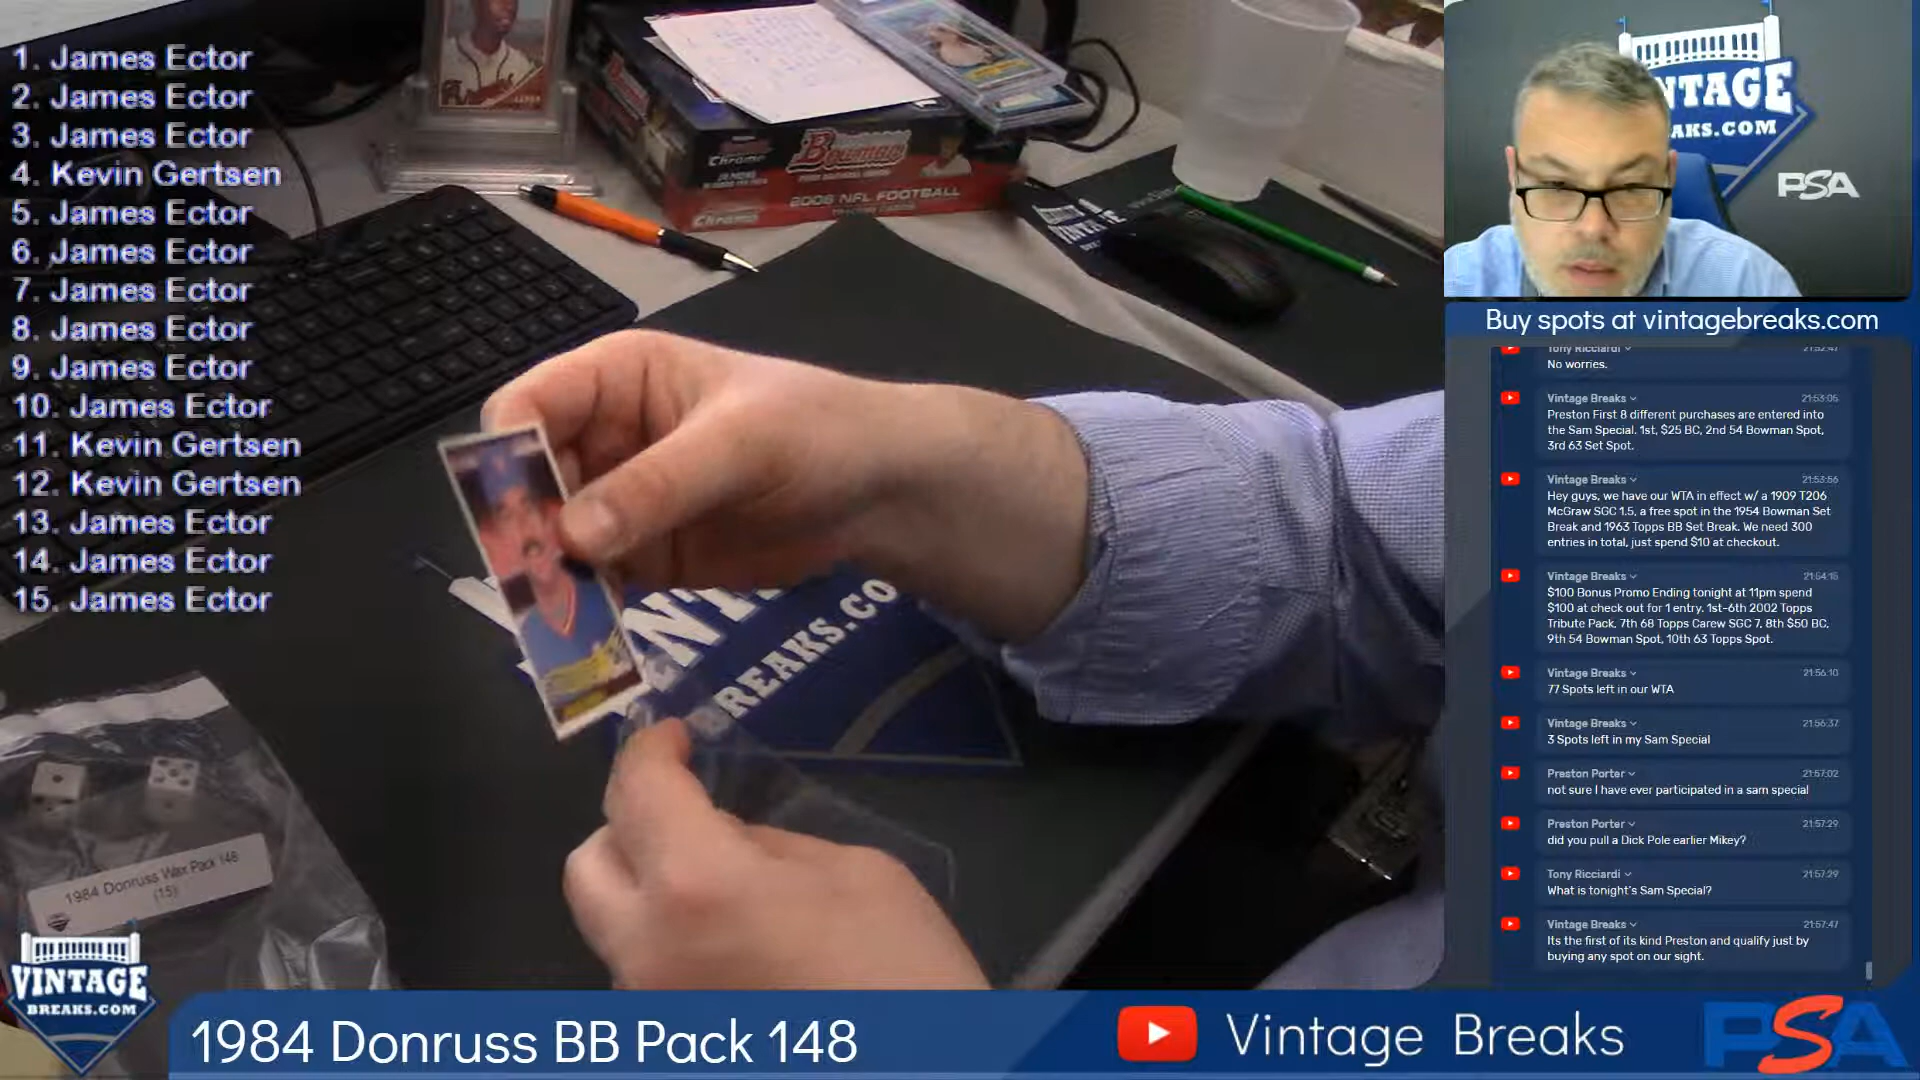 1. James Ector
2. James Ector
3. James Ector
4. Kevin Gertsen
5. James Ector
6. James Ector
7. James Ector
8. James Ector
9. James Ector
10. James Ector
11. Kevin Gertsen
12. Kevin Gertsen
13. James Ector
14. James Ector
15. James Ector
Chrome
Bowman
2006 NFL FOOTBALL
Chrome
BREAKS.CO
1984 Donruss Wax Pack 148
(15)
VINTAGE
BREAKS.COM
1984 Donruss BB Pack 148
Vintage Breaks
PSA
NTAGE
AKS.COM
PSA
Buy spots at vintagebreaks.com
Tony Ricciardi 21:52:47
No worries.
Vintage Breaks 21:53:05
Preston First 8 different purchases are entered into
the Sam Special. 1st, $25 BC, 2nd 54 Bowman Spot,
3rd 63 Set Spot.
Vintage Breaks 21:53:56
Hey guys, we have our WTA in effect w/ a 1909 T206
McGraw SGC 1.5, a free spot in the 1954 Bowman Set
Break and 1963 Topps BB Set Break. We need 300
entries in total, just spend $10 at checkout.
Vintage Breaks 21:54:15
$100 Bonus Promo Ending tonight at 11pm spend
$100 at check out for 1 entry. 1st-6th 2002 Topps
Tribute Pack, 7th 68 Topps Carew SGC 7, 8th $50 BC,
9th 54 Bowman Spot, 10th 63 Topps Spot.
Vintage Breaks 21:56:10
77 Spots left in our WTA
Vintage Breaks 21:56:37
3 Spots left in my Sam Special
Preston Porter 21:57:02
not sure I have ever participated in a sam special
Preston Porter 21:57:29
did you pull a Dick Pole earlier Mikey?
Tony Ricciardi 21:57:29
What is tonight's Sam Special?
Vintage Breaks 21:57:47
Its the first of its kind Preston and qualify just by
buying any spot on our sight.